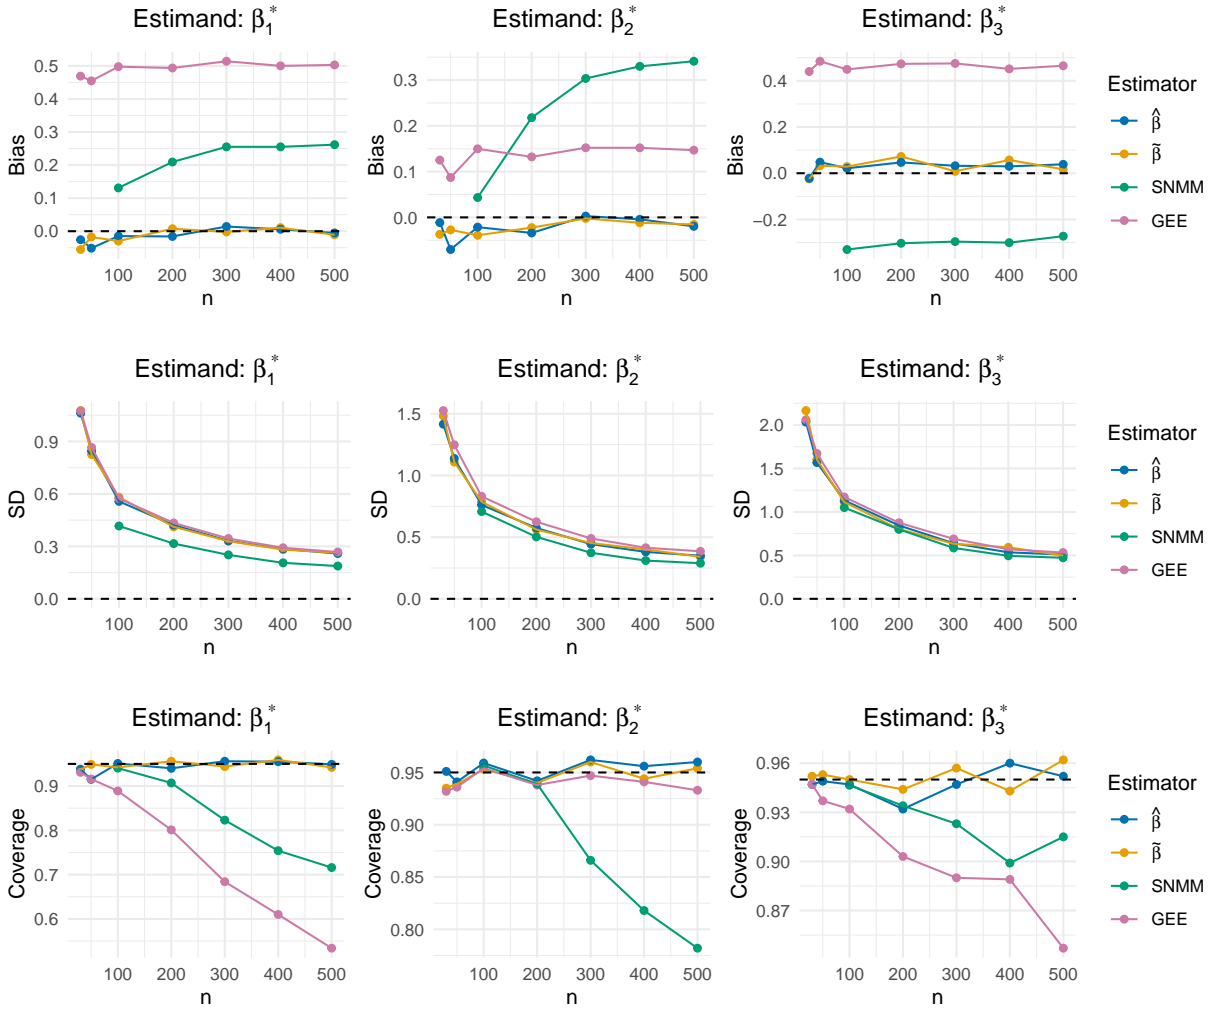 Estimand: β₁*
Estimand: β₂*
Estimand: β₃*
Bias
0.5
0.4
0.3
0.2
0.1
0.0
100 200 300 400 500
n
Bias
0.3
0.2
0.1
0.0
100 200 300 400 500
n
Bias
0.4
0.2
0.0
−0.2
100 200 300 400 500
n
Estimator
β̂
β̃
SNMM
GEE
Estimand: β₁*
Estimand: β₂*
Estimand: β₃*
SD
0.9
0.6
0.3
0.0
100 200 300 400 500
n
SD
1.5
1.0
0.5
0.0
100 200 300 400 500
n
SD
2.0
1.5
1.0
0.5
0.0
100 200 300 400 500
n
Estimator
β̂
β̃
SNMM
GEE
Estimand: β₁*
Estimand: β₂*
Estimand: β₃*
Coverage
0.9
0.8
0.7
0.6
100 200 300 400 500
n
Coverage
0.95
0.90
0.85
0.80
100 200 300 400 500
n
Coverage
0.96
0.93
0.90
0.87
100 200 300 400 500
n
Estimator
β̂
β̃
SNMM
GEE